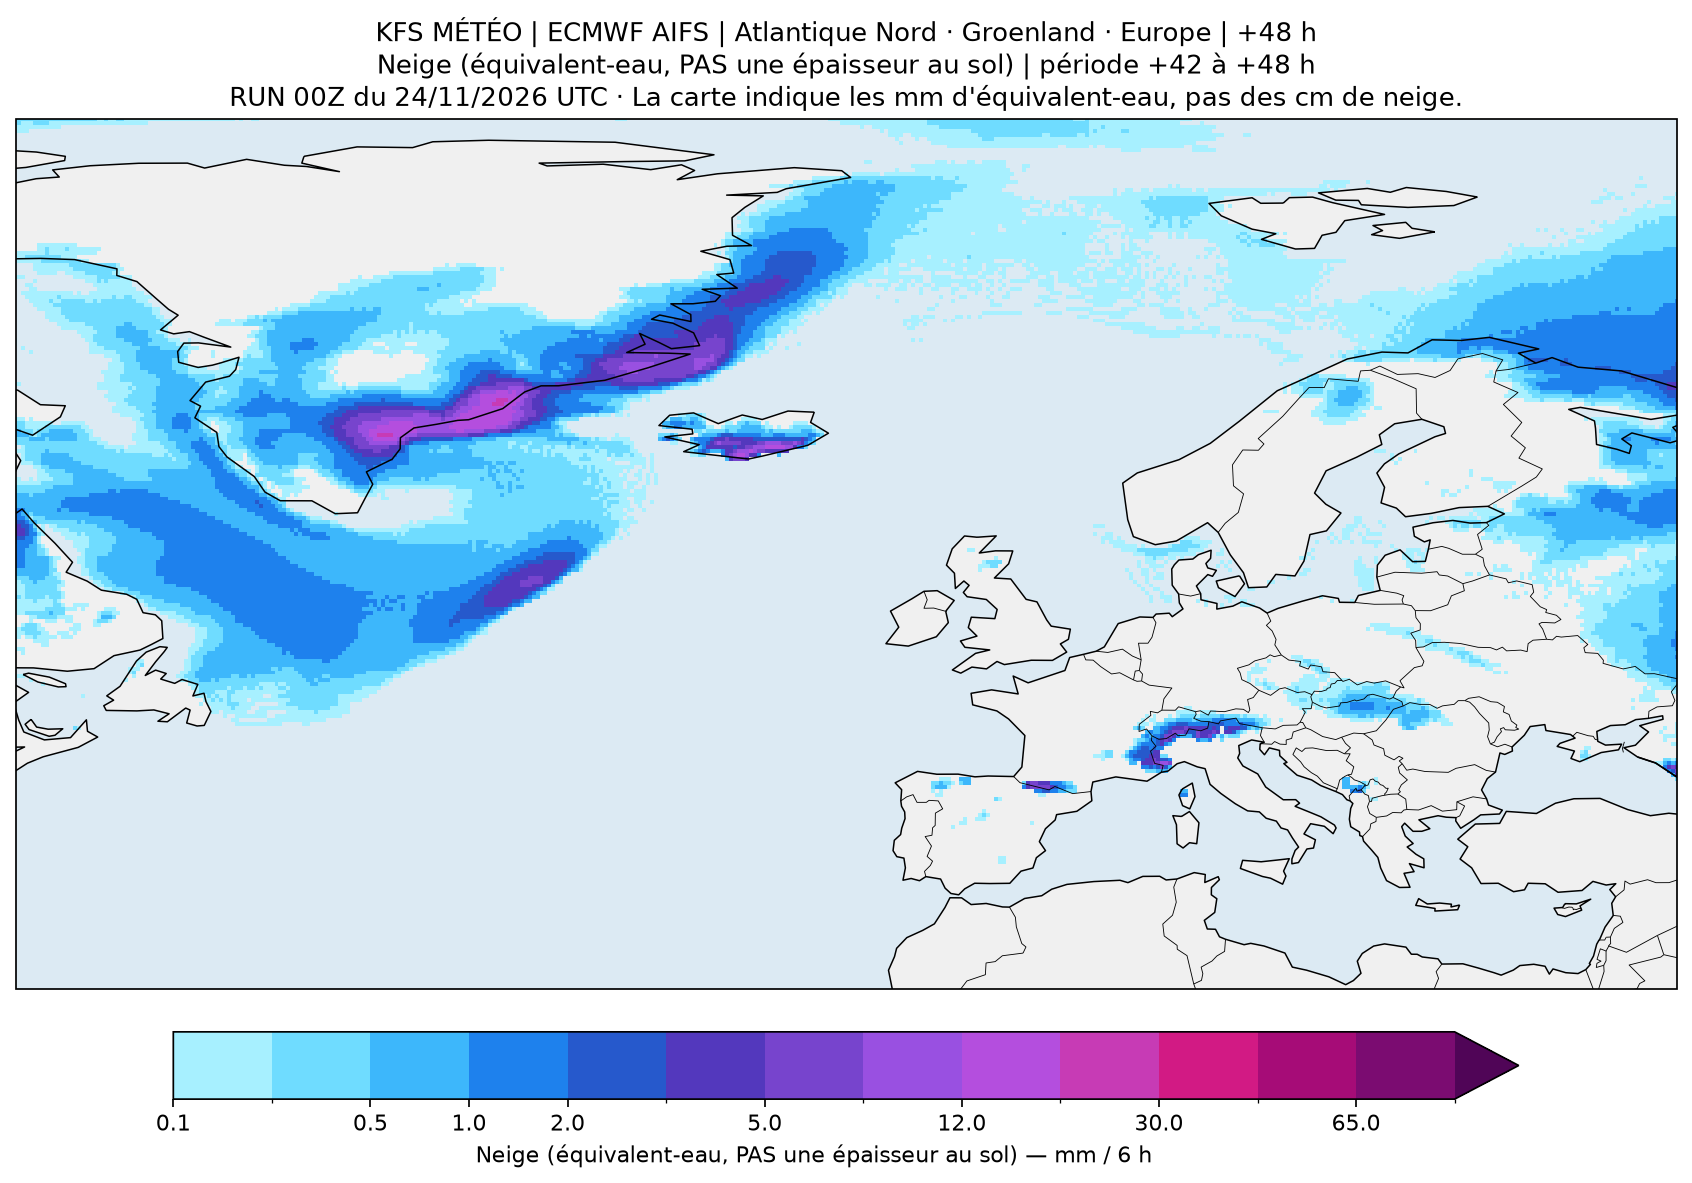 KFS MÉTÉO | ECMWF AIFS | Atlantique Nord · Groenland · Europe | +48 h
Neige (équivalent-eau, PAS une épaisseur au sol) | période +42 à +48 h
RUN 00Z du 24/11/2026 UTC · La carte indique les mm d'équivalent-eau, pas des cm de neige.
0.1 0.5 1.0 2.0 5.0 12.0 30.0 65.0
Neige (équivalent-eau, PAS une épaisseur au sol) — mm / 6 h